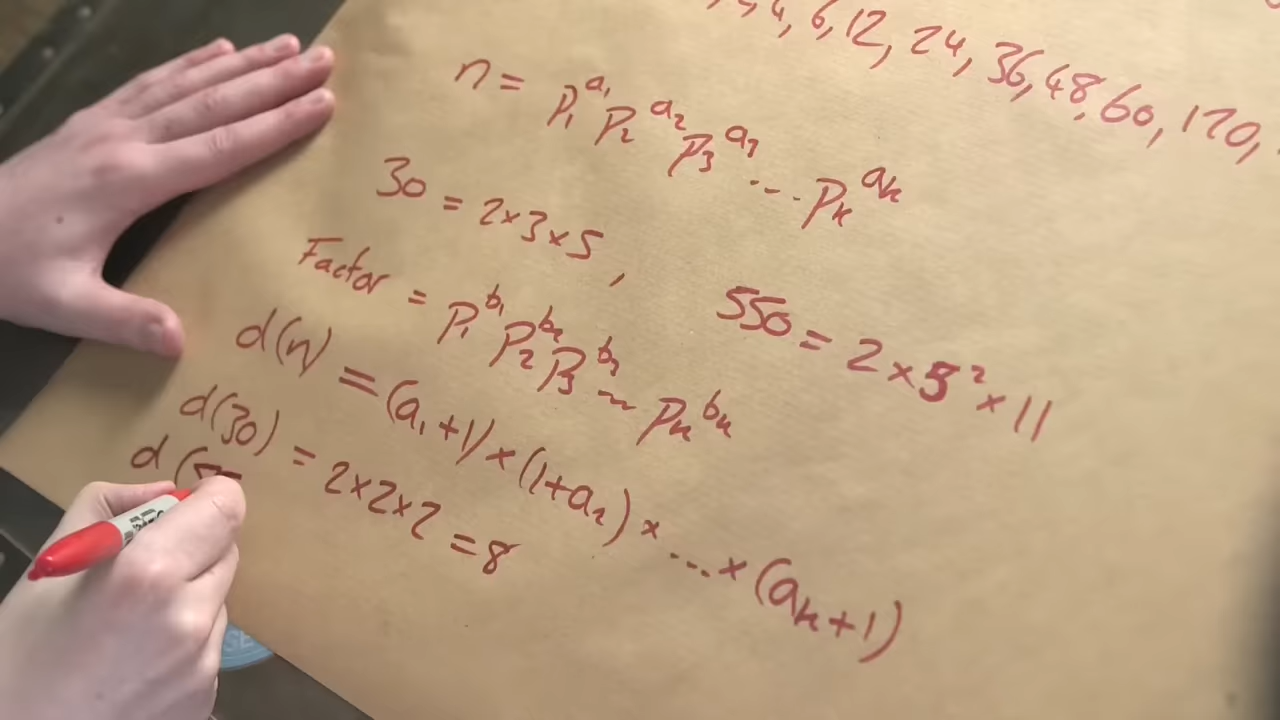 4, 6, 12, 24, 36, 48, 60, 120,
n = p₁^a₁ p₂^a₂ p₃^a₃ ... pₖ^aₖ
30 = 2×3×5, 550 = 2×5²×11
Factor = p₁^b₁ p₂^b₂ p₃^b₃ ... pₖ^bₖ
d(n) = (a₁+1)×(1+a₂)×...×(aₖ+1)
d(30) = 2×2×2 = 8
d(55